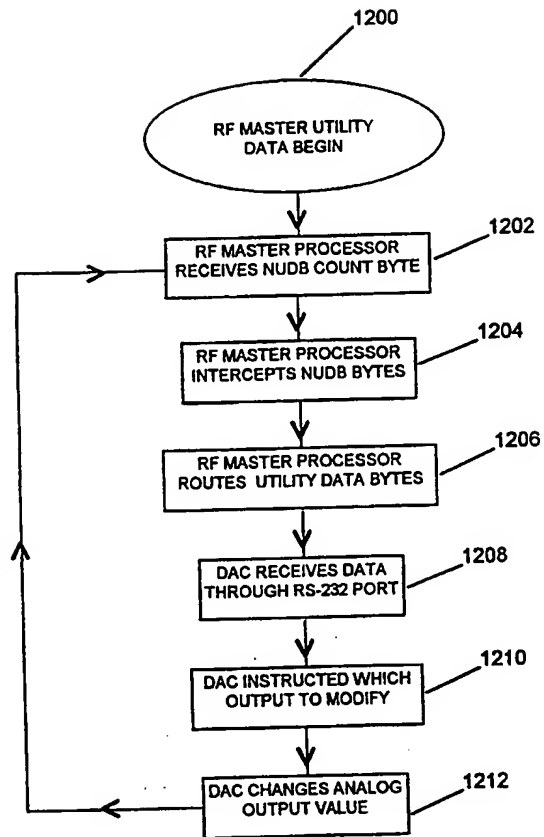 1200
RF MASTER UTILITY
DATA BEGIN
1202
RF MASTER PROCESSOR
RECEIVES NUDB COUNT BYTE
1204
RF MASTER PROCESSOR
INTERCEPTS NUDB BYTES
1206
RF MASTER PROCESSOR
ROUTES UTILITY DATA BYTES
1208
DAC RECEIVES DATA
THROUGH RS-232 PORT
1210
DAC INSTRUCTED WHICH
OUTPUT TO MODIFY
1212
DAC CHANGES ANALOG
OUTPUT VALUE